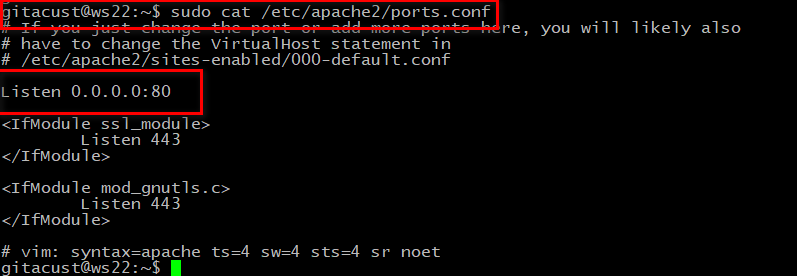 gitacust@ws22:~$ sudo cat /etc/apache2/ports.conf
# If you just change the port or add more ports here, you will likely also
# have to change the VirtualHost statement in
# /etc/apache2/sites-enabled/000-default.conf
Listen 0.0.0.0:80
<IfModule ssl_module>
        Listen 443
</IfModule>
<IfModule mod_gnutls.c>
        Listen 443
</IfModule>
# vim: syntax=apache ts=4 sw=4 sts=4 sr noet
gitacust@ws22:~$